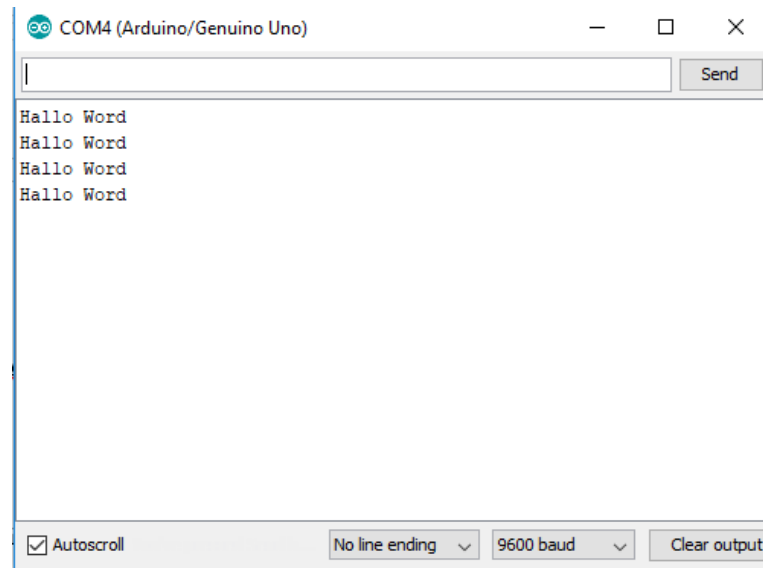 COM4 (Arduino/Genuino Uno)
Send
Hallo Word
Hallo Word
Hallo Word
Hallo Word
Autoscroll
No line ending
9600 baud
Clear output